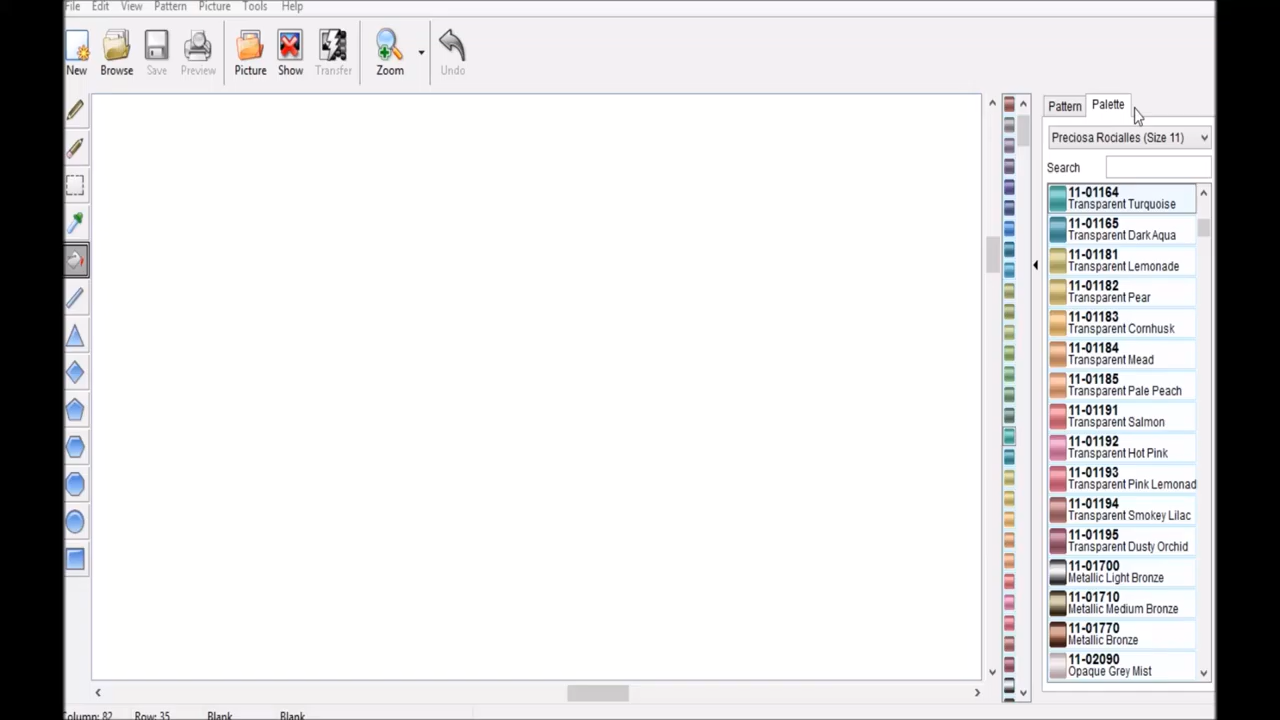 File Edit View Pattern Picture Tools Help
New Browse Save Preview Picture Show Transfer Zoom Undo
Pattern Palette
Preciosa Rocialles (Size 11)
Search
11-01164
Transparent Turquoise
11-01165
Transparent Dark Aqua
11-01181
Transparent Lemonade
11-01182
Transparent Pear
11-01183
Transparent Cornhusk
11-01184
Transparent Mead
11-01185
Transparent Pale Peach
11-01191
Transparent Salmon
11-01192
Transparent Hot Pink
11-01193
Transparent Pink Lemonad
11-01194
Transparent Smokey Lilac
11-01195
Transparent Dusty Orchid
11-01700
Metallic Light Bronze
11-01710
Metallic Medium Bronze
11-01770
Metallic Bronze
11-02090
Opaque Grey Mist
Column: 82 Row: 35 Blank Blank